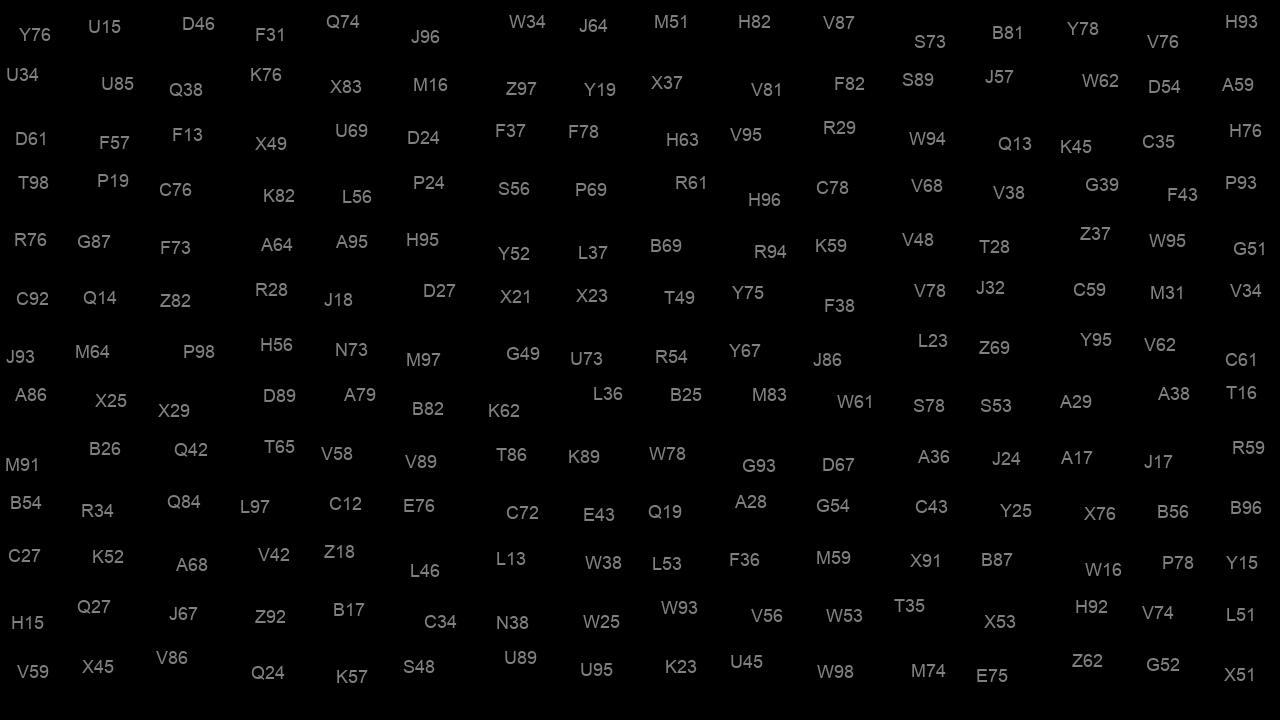 Y76 U15 D46 F31 Q74 J96 W34 J64 M51 H82 V87 S73 B81 Y78 V76 H93
U34 U85 Q38 K76 X83 M16 Z97 Y19 X37 V81 F82 S89 J57 W62 D54 A59
D61 F57 F13 X49 U69 D24 F37 F78 H63 V95 R29 W94 Q13 K45 C35 H76
T98 P19 C76 K82 L56 P24 S56 P69 R61 H96 C78 V68 V38 G39 F43 P93
R76 G87 F73 A64 A95 H95 Y52 L37 B69 R94 K59 V48 T28 Z37 W95 G51
C92 Q14 Z82 R28 J18 D27 X21 X23 T49 Y75 F38 V78 J32 C59 M31 V34
J93 M64 P98 H56 N73 M97 G49 U73 R54 Y67 J86 L23 Z69 Y95 V62 C61
A86 X25 X29 D89 A79 B82 K62 L36 B25 M83 W61 S78 S53 A29 A38 T16
M91 B26 Q42 T65 V58 V89 T86 K89 W78 G93 D67 A36 J24 A17 J17 R59
B54 R34 Q84 L97 C12 E76 C72 E43 Q19 A28 G54 C43 Y25 X76 B56 B96
C27 K52 A68 V42 Z18 L46 L13 W38 L53 F36 M59 X91 B87 W16 P78 Y15
H15 Q27 J67 Z92 B17 C34 N38 W25 W93 V56 W53 T35 X53 H92 V74 L51
V59 X45 V86 Q24 K57 S48 U89 U95 K23 U45 W98 M74 E75 Z62 G52 X51